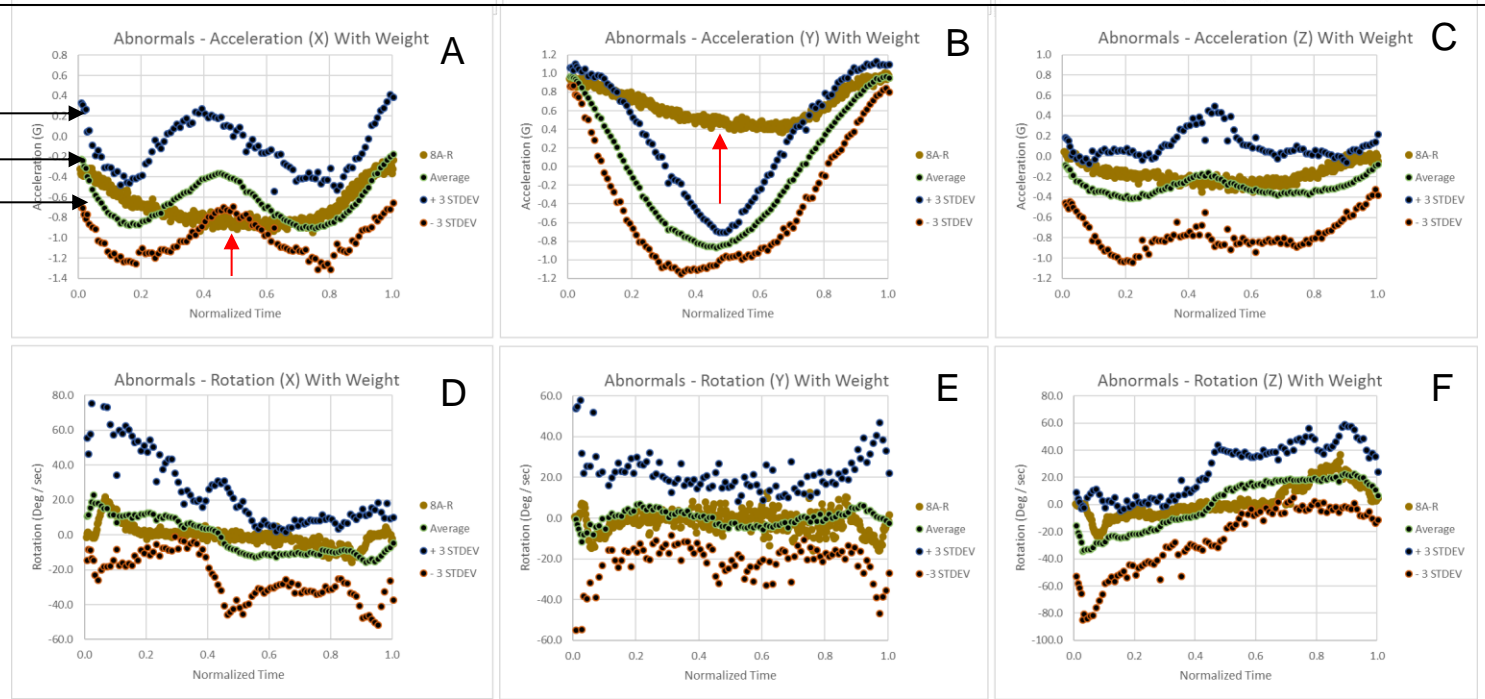 Abnormals - Acceleration (X) With Weight
A
0.8
0.6
0.4
0.2
0.0
-0.2
-0.4
-0.6
-0.8
-1.0
-1.2
-1.4
Acceleration (G)
0.0 0.2 0.4 0.6 0.8 1.0
Normalized Time
8A-R
Average
+ 3 STDEV
- 3 STDEV
Abnormals - Acceleration (Y) With Weight
B
1.2
1.0
0.8
0.6
0.4
0.2
0.0
-0.2
-0.4
-0.6
-0.8
-1.0
-1.2
Acceleration (G)
0.0 0.2 0.4 0.6 0.8 1.0
Normalized Time
8A-R
Average
+ 3 STDEV
- 3 STDEV
Abnormals - Acceleration (Z) With Weight
C
1.0
0.8
0.6
0.4
0.2
0.0
-0.2
-0.4
-0.6
-0.8
-1.0
-1.2
Acceleration (G)
0.0 0.2 0.4 0.6 0.8 1.0
Normalized Time
8A-R
Average
+ 3 STDEV
- 3 STDEV
Abnormals - Rotation (X) With Weight
D
80.0
60.0
40.0
20.0
0.0
-20.0
-40.0
-60.0
Rotation (Deg / sec)
0.0 0.2 0.4 0.6 0.8 1.0
Normalized Time
8A-R
Average
+ 3 STDEV
- 3 STDEV
Abnormals - Rotation (Y) With Weight
E
60.0
40.0
20.0
0.0
-20.0
-40.0
-60.0
Rotation (Deg / sec)
0.0 0.2 0.4 0.6 0.8 1.0
Normalized Time
8A-R
Average
+ 3 STDEV
-3 STDEV
Abnormals - Rotation (Z) With Weight
F
80.0
60.0
40.0
20.0
0.0
-20.0
-40.0
-60.0
-80.0
-100.0
Rotation (Deg / sec)
0.0 0.2 0.4 0.6 0.8 1.0
Normalized Time
8A-R
Average
+ 3 STDEV
- 3 STDEV